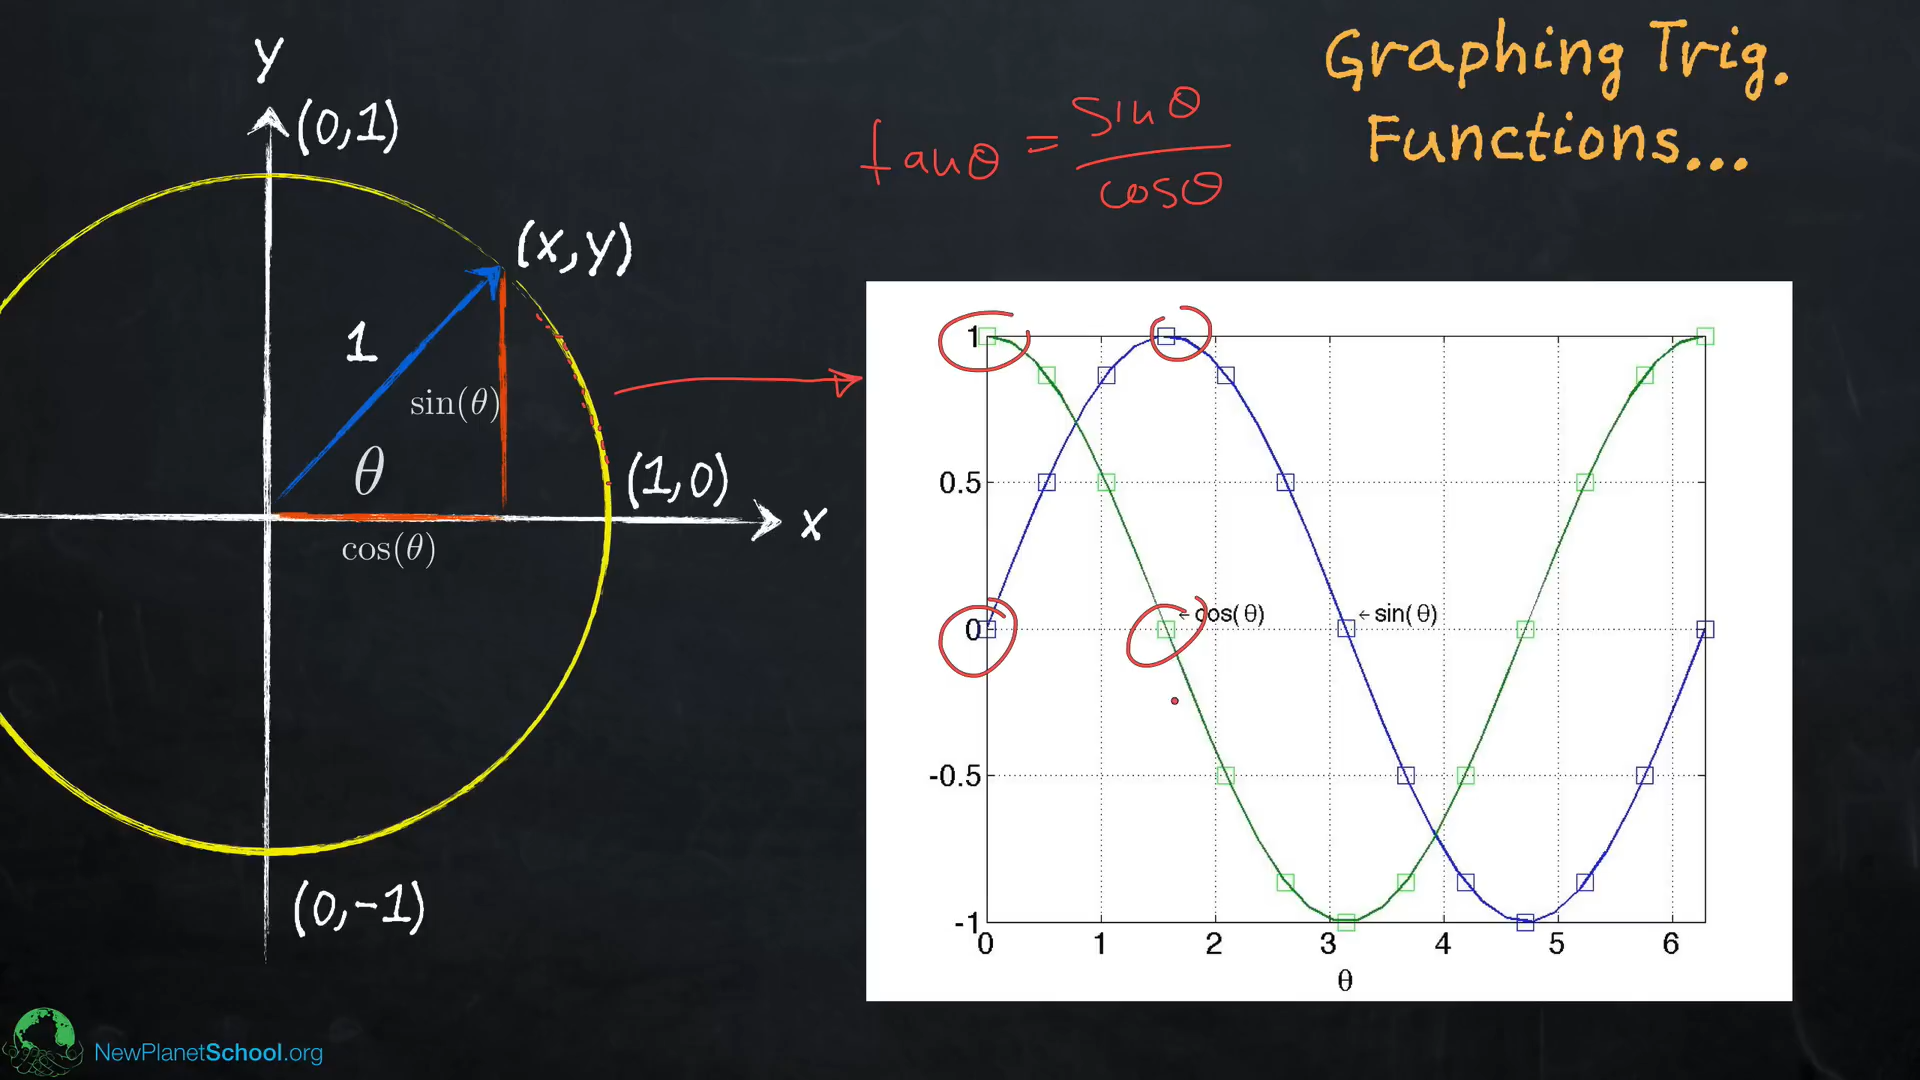 Graphing Trig.
Functions...
tanθ = sinθ
cosθ
y
(0,1)
(x,y)
1
sin(θ)
θ
(1,0)
x
cos(θ)
(0,-1)
1
0.5
0
-0.5
-1
←cos(θ)
←sin(θ)
0 1 2 3 4 5 6
θ
NewPlanetSchool.org